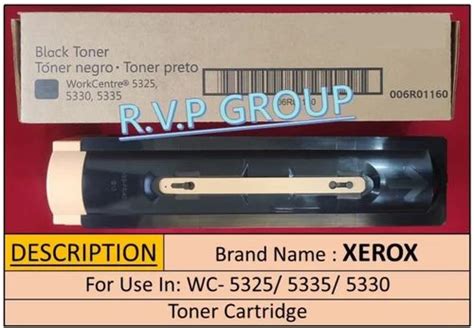 Black Toner
Tóner negro · Toner preto
WorkCentre® 5325,
5330, 5335
006R01160
006R01160
R.V.P GROUP
DESCRIPTION
Brand Name : XEROX
For Use In: WC- 5325/ 5335/ 5330
Toner Cartridge